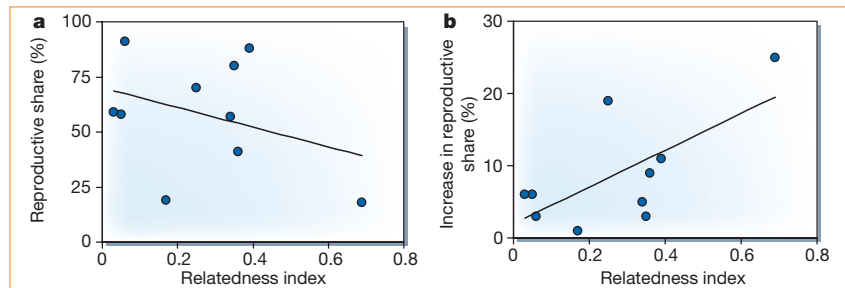 a
100
75
50
25
0
Reproductive share (%)
0 0.2 0.4 0.6 0.8
Relatedness index
b
30
20
10
0
Increase in reproductive
share (%)
0 0.2 0.4 0.6 0.8
Relatedness index